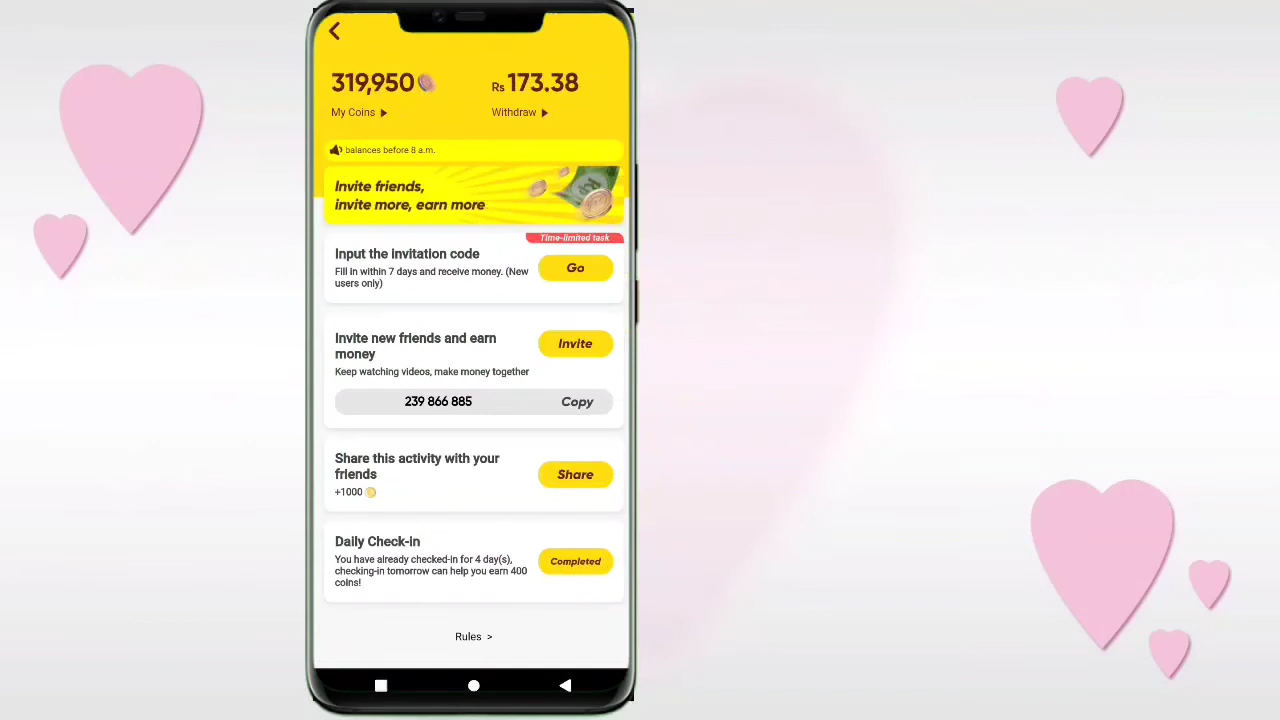 319,950
Rs 173.38
My Coins
Withdraw
balances before 8 a.m.
Invite friends,
invite more, earn more
Time-limited task
Input the invitation code
Fill in within 7 days and receive money. (New
users only)
Go
Invite new friends and earn
money
Invite
Keep watching videos, make money together
239 866 885
Copy
Share this activity with your
friends
+1000
Share
Daily Check-in
You have already checked-in for 4 day(s),
checking-in tomorrow can help you earn 400
coins!
Completed
Rules >